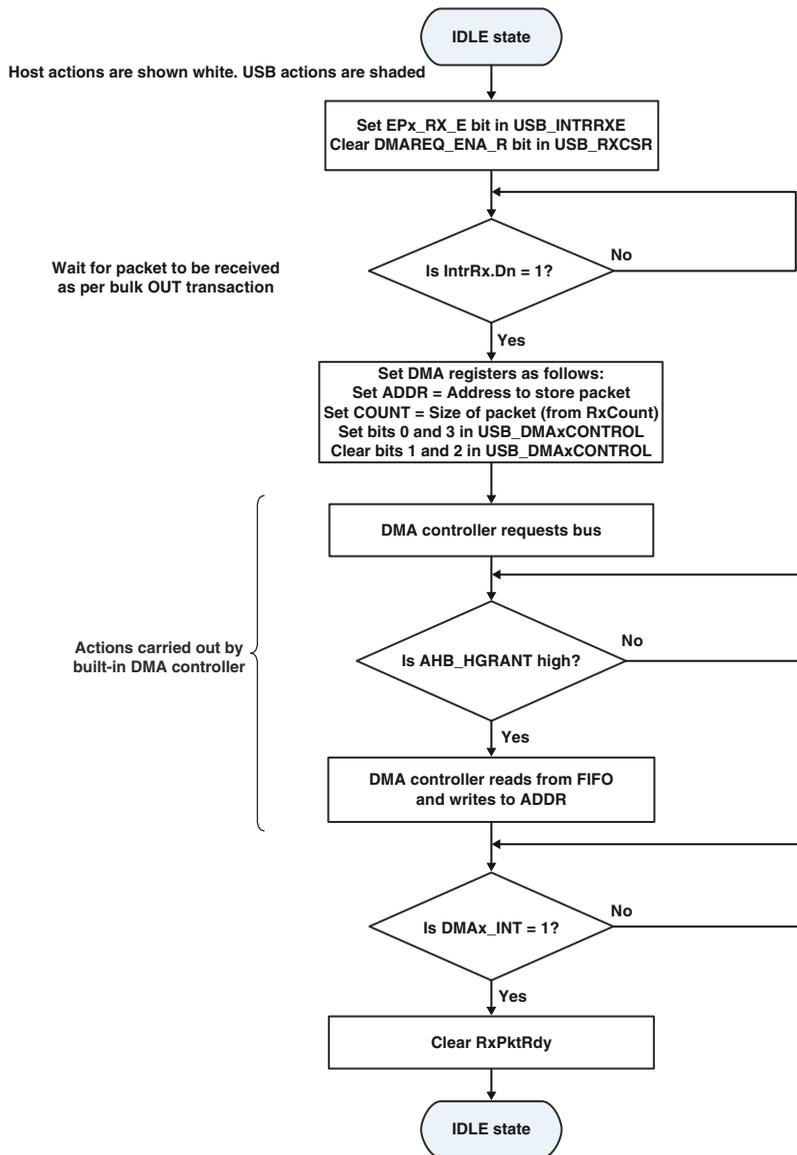 IDLE state
Host actions are shown white. USB actions are shaded
Set EPx_RX_E bit in USB_INTRRXE
Clear DMAREQ_ENA_R bit in USB_RXCSR
Wait for packet to be received
as per bulk OUT transaction
Is IntrRx.Dn = 1?
No
Yes
Set DMA registers as follows:
Set ADDR = Address to store packet
Set COUNT = Size of packet (from RxCount)
Set bits 0 and 3 in USB_DMAxCONTROL
Clear bits 1 and 2 in USB_DMAxCONTROL
DMA controller requests bus
Actions carried out by
built-in DMA controller
Is AHB_HGRANT high?
No
Yes
DMA controller reads from FIFO
and writes to ADDR
Is DMAx_INT = 1?
No
Yes
Clear RxPktRdy
IDLE state